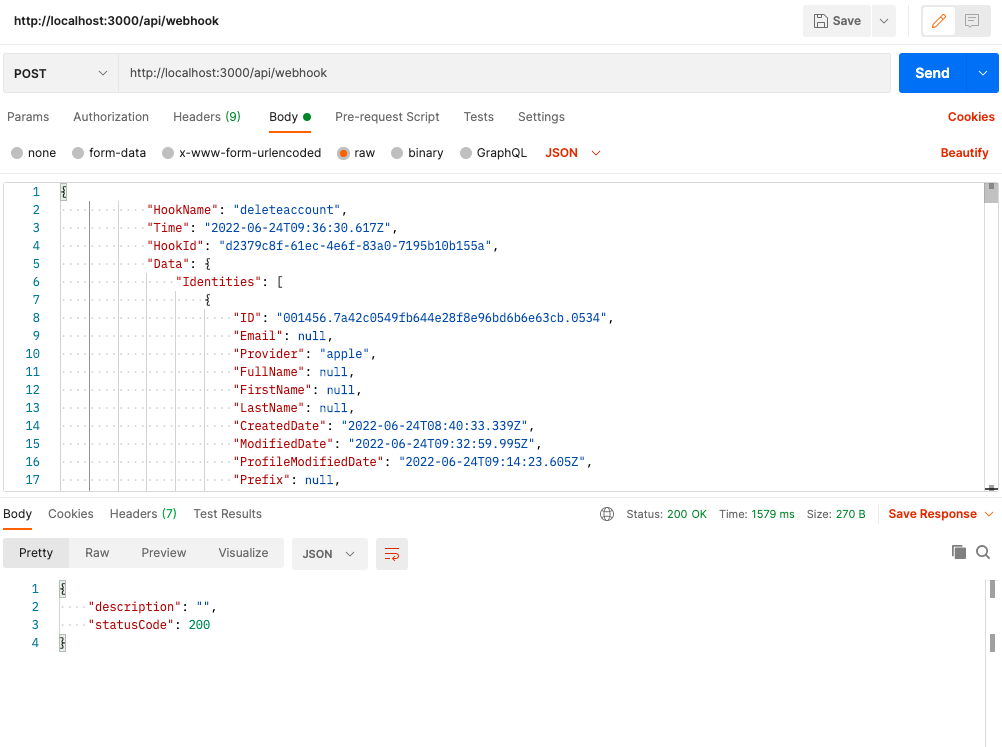 http://localhost:3000/api/webhook Save
POST http://localhost:3000/api/webhook Send
Params Authorization Headers (9) Body Pre-request Script Tests Settings Cookies
none form-data x-www-form-urlencoded raw binary GraphQL JSON Beautify
1 {
2 "HookName": "deleteaccount",
3 "Time": "2022-06-24T09:36:30.617Z",
4 "HookId": "d2379c8f-61ec-4e6f-83a0-7195b10b155a",
5 "Data": {
6 "Identities": [
7 {
8 "ID": "001456.7a42c0549fb644e28f8e96bd6b6e63cb.0534",
9 "Email": null,
10 "Provider": "apple",
11 "FullName": null,
12 "FirstName": null,
13 "LastName": null,
14 "CreatedDate": "2022-06-24T08:40:33.339Z",
15 "ModifiedDate": "2022-06-24T09:32:59.995Z",
16 "ProfileModifiedDate": "2022-06-24T09:14:23.605Z",
17 "Prefix": null,
Body Cookies Headers (7) Test Results Status: 200 OK Time: 1579 ms Size: 270 B Save Response
Pretty Raw Preview Visualize JSON
1 {
2 "description": "",
3 "statusCode": 200
4 }